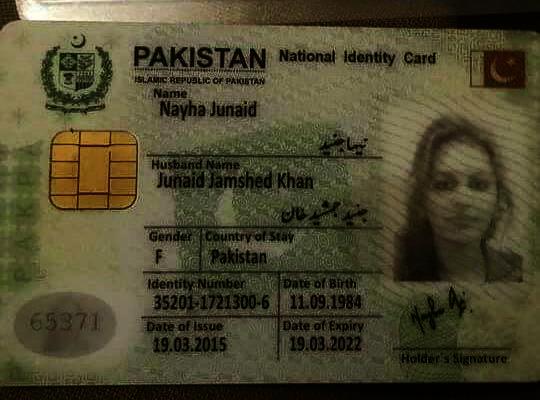 PAKISTAN National Identity Card
ISLAMIC REPUBLIC OF PAKISTAN
Name
Nayha Junaid
نیہا جنید
Husband Name
Junaid Jamshed Khan
جنید جمشید خان
Gender Country of Stay
F Pakistan
Identity Number Date of Birth
35201-1721300-6 11.09.1984
65371
Date of Issue Date of Expiry
19.03.2015 19.03.2022
Holder's Signature